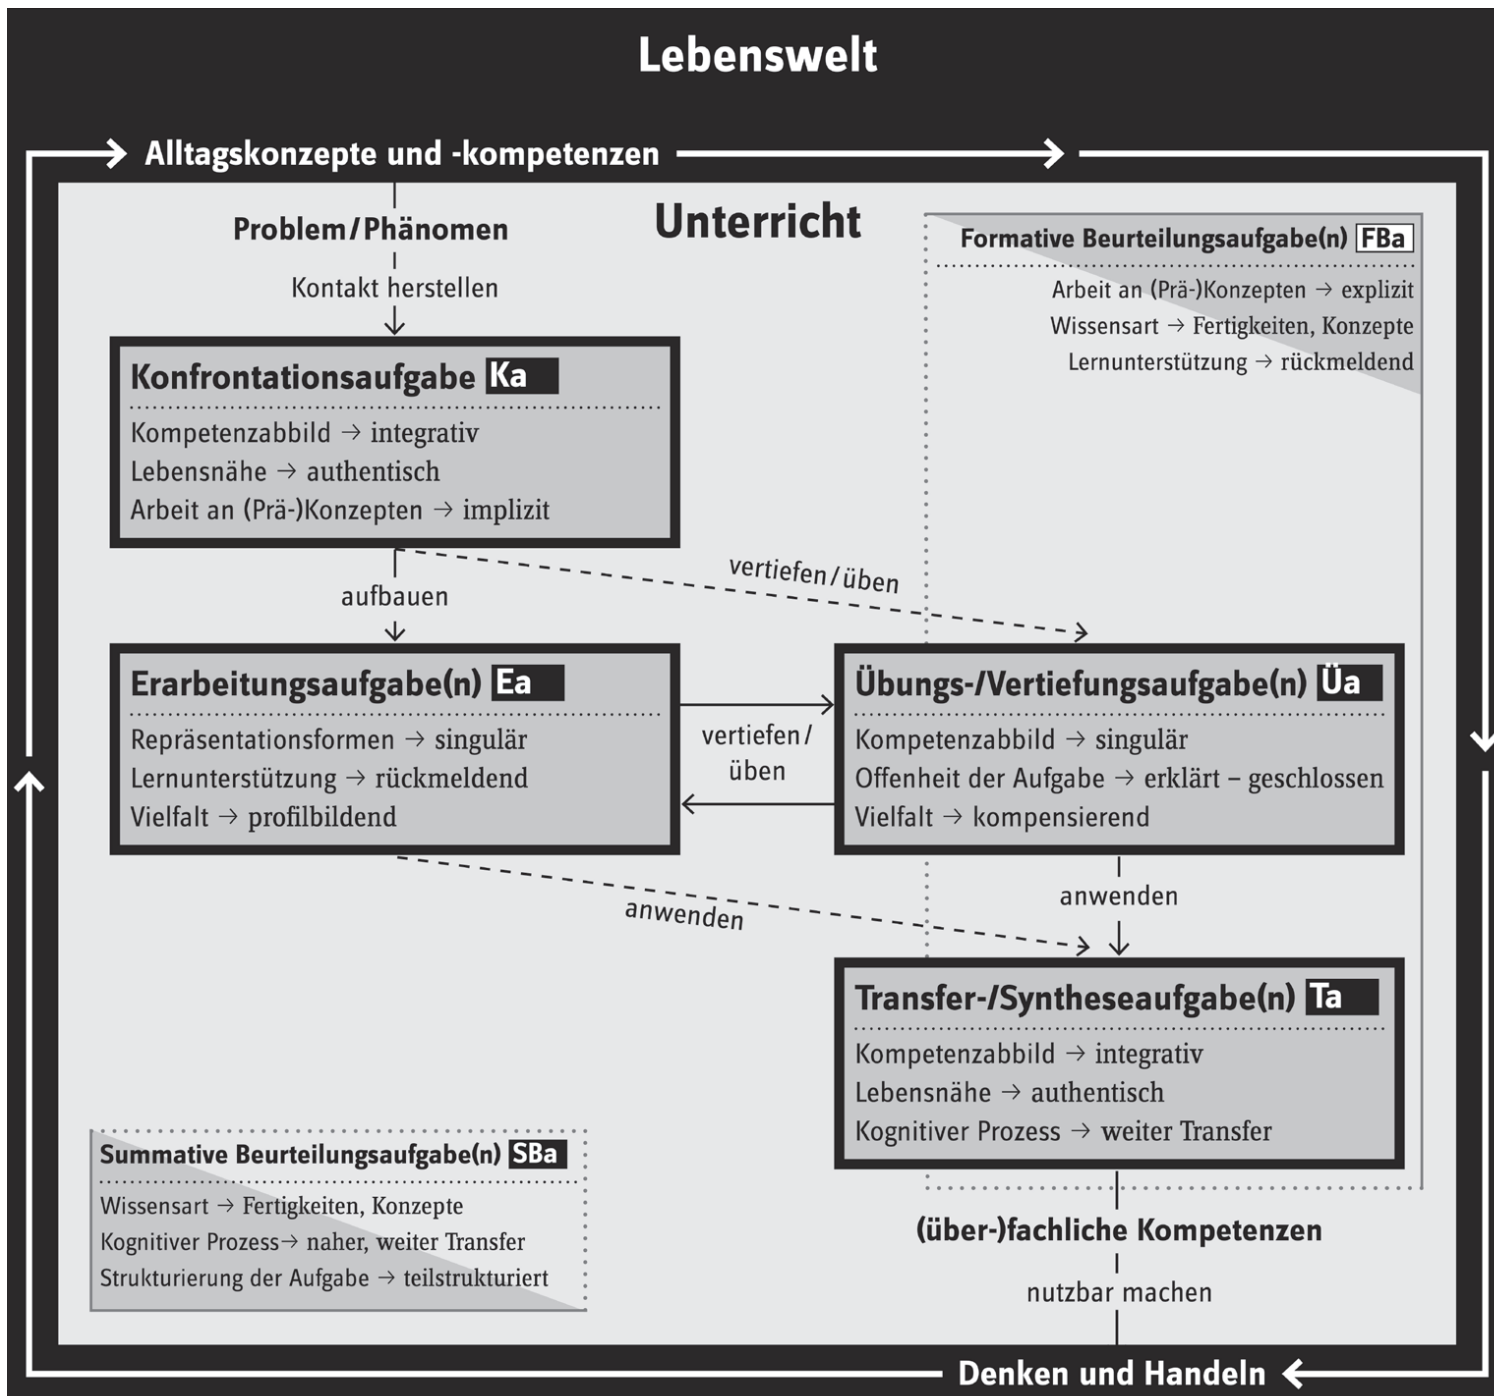 Lebenswelt
Alltagskonzepte und -kompetenzen
Unterricht
Problem/Phänomen
Kontakt herstellen
Formative Beurteilungsaufgabe(n) FBa
Arbeit an (Prä-)Konzepten → explizit
Wissensart → Fertigkeiten, Konzepte
Lernunterstützung → rückmeldend
Konfrontationsaufgabe Ka
Kompetenzabbild → integrativ
Lebensnähe → authentisch
Arbeit an (Prä-)Konzepten → implizit
vertiefen/üben
aufbauen
Erarbeitungsaufgabe(n) Ea
Repräsentationsformen → singulär
Lernunterstützung → rückmeldend
Vielfalt → profilbildend
vertiefen/
üben
Übungs-/Vertiefungsaufgabe(n) Üa
Kompetenzabbild → singulär
Offenheit der Aufgabe → erklärt – geschlossen
Vielfalt → kompensierend
anwenden
anwenden
Transfer-/Syntheseaufgabe(n) Ta
Kompetenzabbild → integrativ
Lebensnähe → authentisch
Kognitiver Prozess → weiter Transfer
Summative Beurteilungsaufgabe(n) SBa
Wissensart → Fertigkeiten, Konzepte
Kognitiver Prozess→ naher, weiter Transfer
Strukturierung der Aufgabe → teilstrukturiert
(über-)fachliche Kompetenzen
nutzbar machen
Denken und Handeln